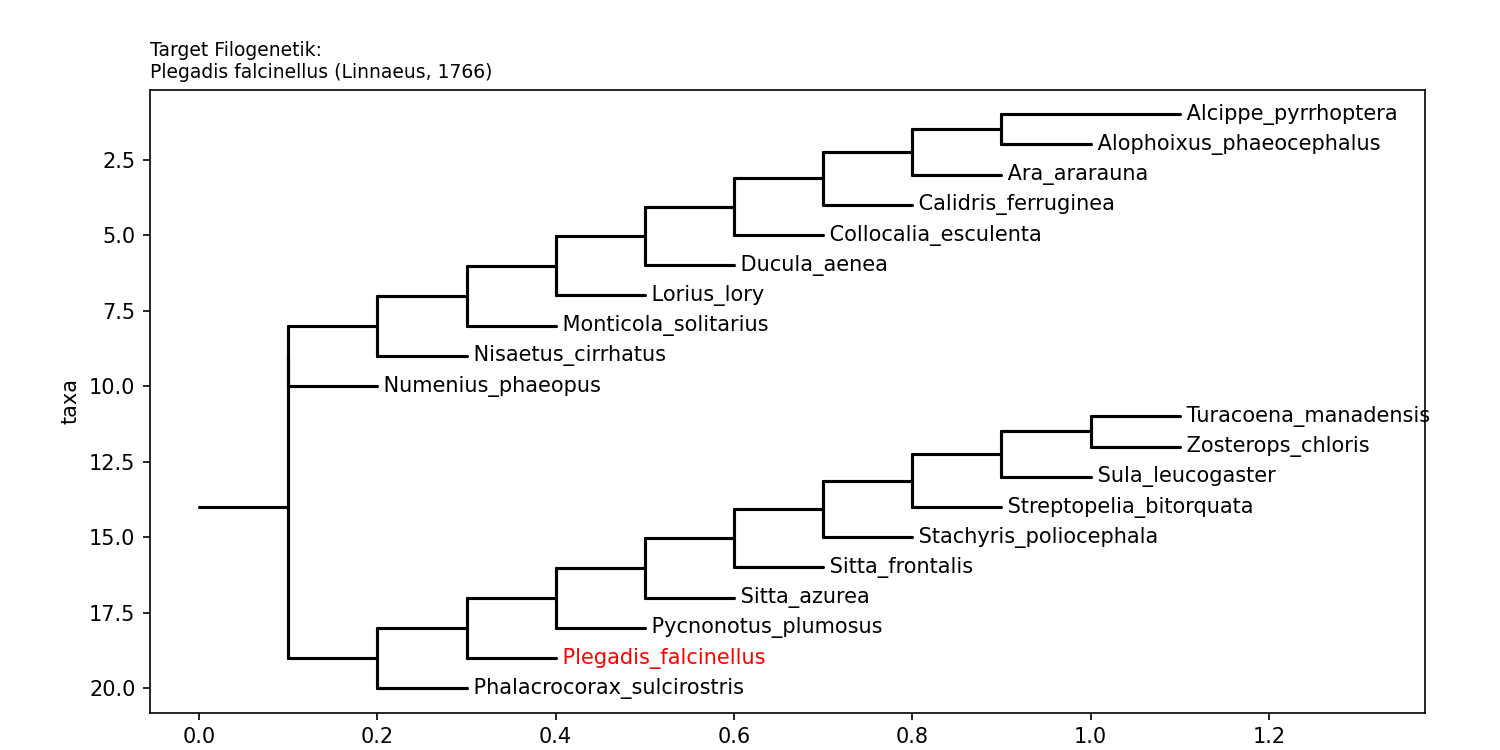 Target Filogenetik:
Plegadis falcinellus (Linnaeus, 1766)
Alcippe_pyrrhoptera
Alophoixus_phaeocephalus
2.5
Ara_ararauna
Calidris_ferruginea
5.0
Collocalia_esculenta
Ducula_aenea
Lorius_lory
7.5
Monticola_solitarius
Nisaetus_cirrhatus
10.0
Numenius_phaeopus
taxa
Turacoena_manadensis
Zosterops_chloris
12.5
Sula_leucogaster
Streptopelia_bitorquata
15.0
Stachyris_poliocephala
Sitta_frontalis
Sitta_azurea
17.5
Pycnonotus_plumosus
Plegadis_falcinellus
20.0
Phalacrocorax_sulcirostris
0.0 0.2 0.4 0.6 0.8 1.0 1.2